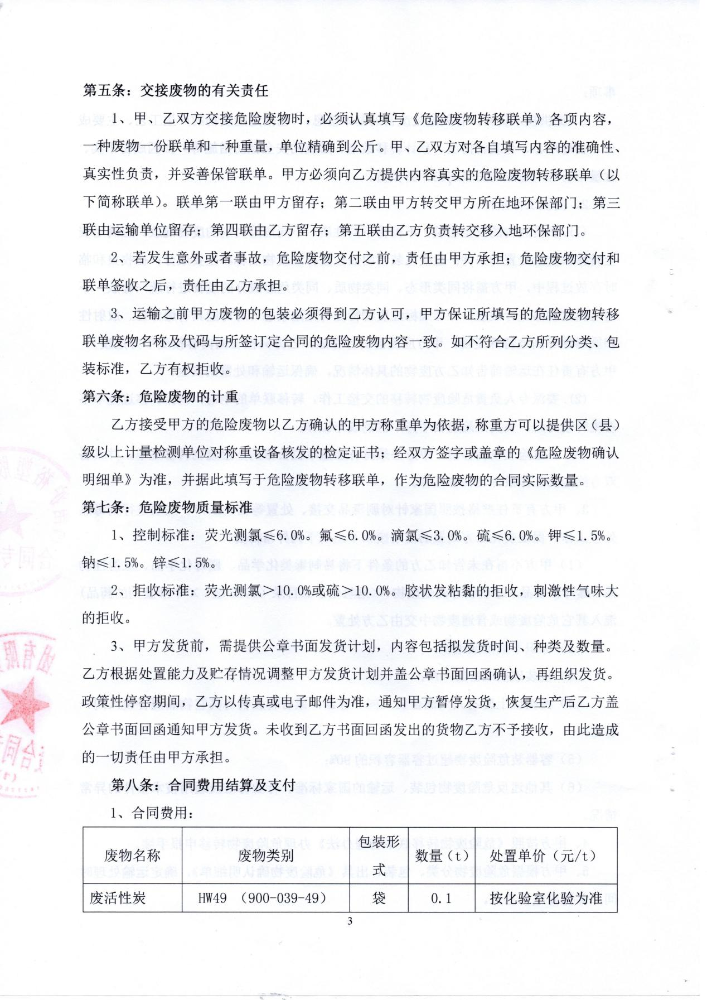 第五条：交接废物的有关责任
1、甲、乙双方交接危险废物时，必须认真填写《危险废物转移联单》各项内容，
一种废物一份联单和一种重量，单位精确到公斤。甲、乙双方对各自填写内容的准确性、
真实性负责，并妥善保管联单。甲方必须向乙方提供内容真实的危险废物转移联单（以
下简称联单）。联单第一联由甲方留存；第二联由甲方转交甲方所在地环保部门；第三
联由运输单位留存；第四联由乙方留存；第五联由乙方负责转交移入地环保部门。
2、若发生意外或者事故，危险废物交付之前，责任由甲方承担；危险废物交付和
联单签收之后，责任由乙方承担。
3、运输之前甲方废物的包装必须得到乙方认可，甲方保证所填写的危险废物转移
联单废物名称及代码与所签订定合同的危险废物内容一致。如不符合乙方所列分类、包
装标准，乙方有权拒收。
第六条：危险废物的计重
乙方接受甲方的危险废物以乙方确认的甲方称重单为依据，称重方可以提供区（县）
级以上计量检测单位对称重设备核发的检定证书；经双方签字或盖章的《危险废物确认
明细单》为准，并据此填写于危险废物转移联单，作为危险废物的合同实际数量。
第七条：危险废物质量标准
1、控制标准：荧光测氯≤6.0%。氟≤6.0%。滴氯≤3.0%。硫≤6.0%。钾≤1.5%。
钠≤1.5%。锌≤1.5%。
2、拒收标准：荧光测氯＞10.0%或硫＞10.0%。胶状发粘黏的拒收，刺激性气味大
的拒收。
3、甲方发货前，需提供公章书面发货计划，内容包括拟发货时间、种类及数量。
乙方根据处置能力及贮存情况调整甲方发货计划并盖公章书面回函确认、再组织发货。
政策性停窑期间，乙方以传真或电子邮件为准，通知甲方暂停发货，恢复生产后乙方盖
公章书面回函通知甲方发货。未收到乙方书面回函发出的货物乙方不予接收，由此造成
的一切责任由甲方承担。
第八条：合同费用结算及支付
1、合同费用：
废物名称 废物类别 包装形式 数量（t） 处置单价（元/t）
废活性炭 HW49 （900-039-49） 袋 0.1 按化验室化验为准
3